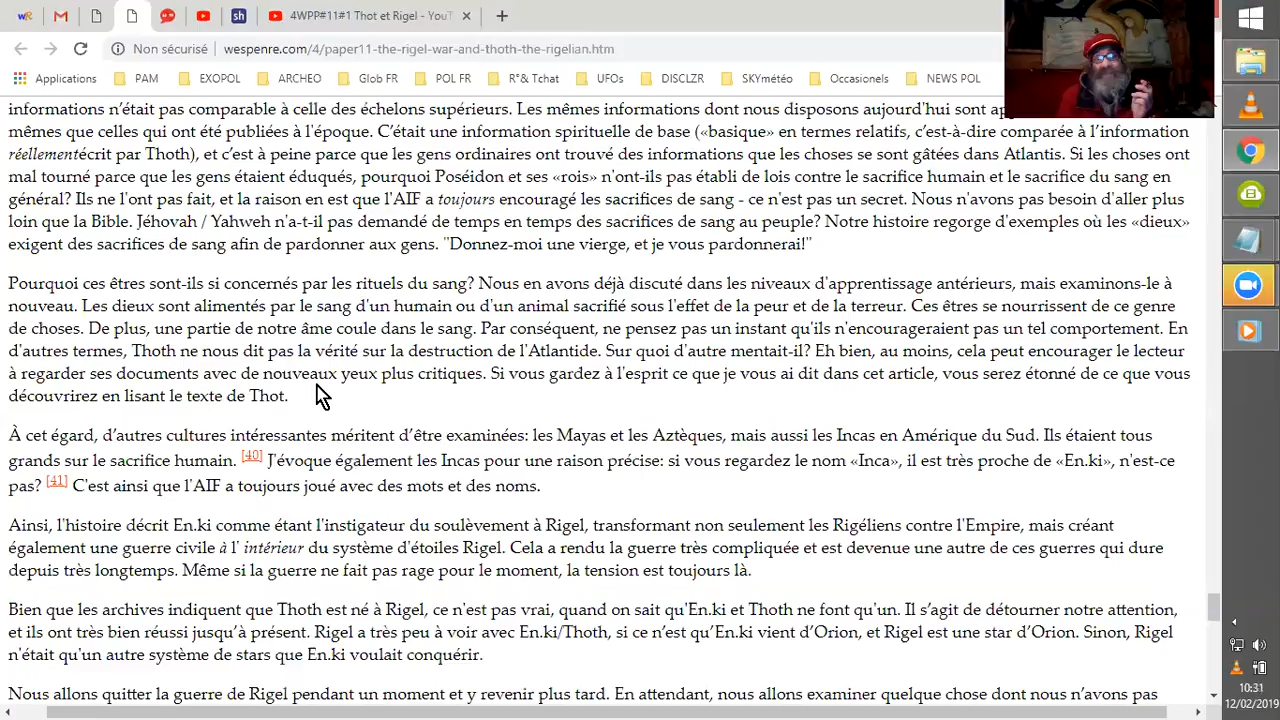 4WPP#11#1 Thot et Rigel - YouT
Non sécurisé
wespenre.com/4/paper11-the-rigel-war-and-thoth-the-rigelian.htm
Applications PAM EXOPOL ARCHEO Glob FR POL FR R°& Tchat UFOs DISCLZR SKYmétéo Occasionels NEWS POL
informations n’était pas comparable à celle des échelons supérieurs. Les mêmes informations dont nous disposons aujourd'hui sont
mêmes que celles qui ont été publiées à l'époque. C’était une information spirituelle de base («basique» en termes relatifs, c’est-à-dire comparée à l’information
réellementécrit par Thoth), et c’est à peine parce que les gens ordinaires ont trouvé des informations que les choses se sont gâtées dans Atlantis. Si les choses ont
mal tourné parce que les gens étaient éduqués, pourquoi Poséidon et ses «rois» n'ont-ils pas établi de lois contre le sacrifice humain et le sacrifice du sang en
général? Ils ne l'ont pas fait, et la raison en est que l'AIF a toujours encouragé les sacrifices de sang - ce n'est pas un secret. Nous n'avons pas besoin d'aller plus
loin que la Bible. Jéhovah / Yahweh n'a-t-il pas demandé de temps en temps des sacrifices de sang au peuple? Notre histoire regorge d'exemples où les «dieux»
exigent des sacrifices de sang afin de pardonner aux gens. "Donnez-moi une vierge, et je vous pardonnerai!"
Pourquoi ces êtres sont-ils si concernés par les rituels du sang? Nous en avons déjà discuté dans les niveaux d'apprentissage antérieurs, mais examinons-le à
nouveau. Les dieux sont alimentés par le sang d'un humain ou d'un animal sacrifié sous l'effet de la peur et de la terreur. Ces êtres se nourrissent de ce genre
de choses. De plus, une partie de notre âme coule dans le sang. Par conséquent, ne pensez pas un instant qu'ils n'encourageraient pas un tel comportement. En
d'autres termes, Thoth ne nous dit pas la vérité sur la destruction de l'Atlantide. Sur quoi d'autre mentait-il? Eh bien, au moins, cela peut encourager le lecteur
à regarder ses documents avec de nouveaux yeux plus critiques. Si vous gardez à l'esprit ce que je vous ai dit dans cet article, vous serez étonné de ce que vous
découvrirez en lisant le texte de Thot.
À cet égard, d’autres cultures intéressantes méritent d’être examinées: les Mayas et les Aztèques, mais aussi les Incas en Amérique du Sud. Ils étaient tous
grands sur le sacrifice humain. [40] J'évoque également les Incas pour une raison précise: si vous regardez le nom «Inca», il est très proche de «En.ki», n'est-ce
pas? [41] C'est ainsi que l'AIF a toujours joué avec des mots et des noms.
Ainsi, l'histoire décrit En.ki comme étant l'instigateur du soulèvement à Rigel, transformant non seulement les Rigéliens contre l'Empire, mais créant
également une guerre civile à l' intérieur du système d'étoiles Rigel. Cela a rendu la guerre très compliquée et est devenue une autre de ces guerres qui dure
depuis très longtemps. Même si la guerre ne fait pas rage pour le moment, la tension est toujours là.
Bien que les archives indiquent que Thoth est né à Rigel, ce n'est pas vrai, quand on sait qu'En.ki et Thoth ne font qu'un. Il s’agit de détourner notre attention,
et ils ont très bien réussi jusqu’à présent. Rigel a très peu à voir avec En.ki/Thoth, si ce n’est qu’En.ki vient d’Orion, et Rigel est une star d’Orion. Sinon, Rigel
n'était qu'un autre système de stars que En.ki voulait conquérir.
Nous allons quitter la guerre de Rigel pendant un moment et y revenir plus tard. En attendant, nous allons examiner quelque chose dont nous n’avons pas
10:31
12/02/2019